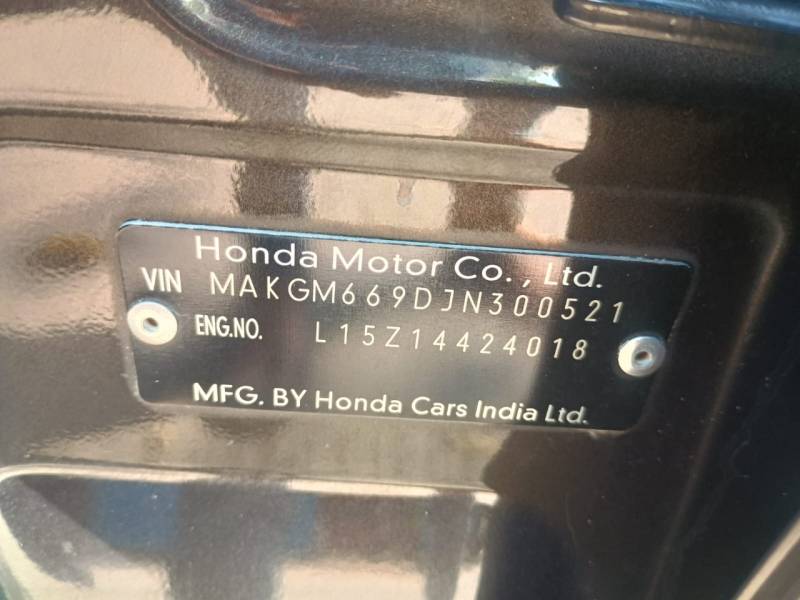 Honda Motor Co., Ltd.
VIN MAKGM669DJN300521
ENG.NO. L15Z14424018
MFG. BY Honda Cars India Ltd.